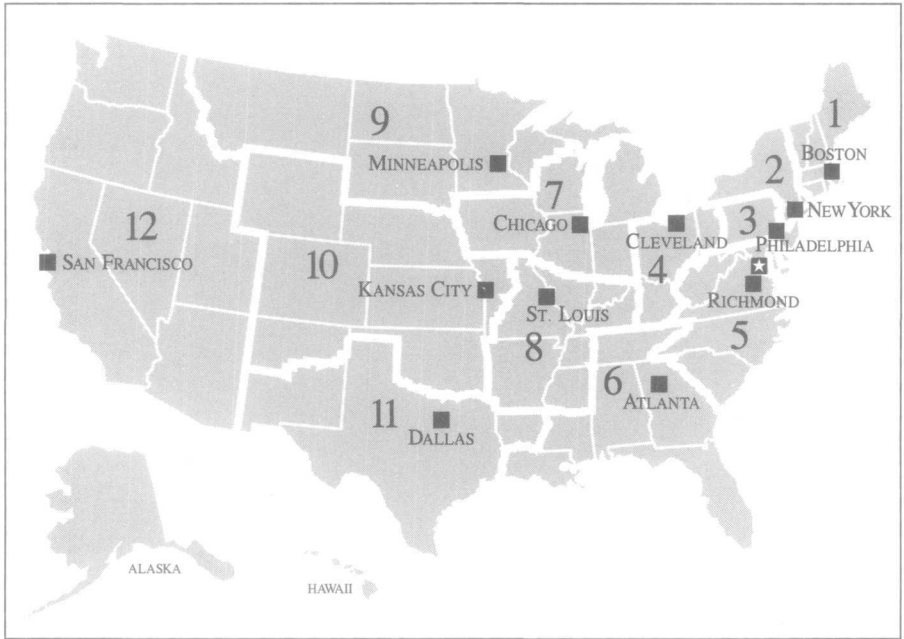 1
9
BOSTON
MINNEAPOLIS
2
7
NEW YORK
3
12
CHICAGO
CLEVELAND
PHILADELPHIA
SAN FRANCISCO
10
4
KANSAS CITY
RICHMOND
ST. LOUIS
5
8
6
ATLANTA
11
DALLAS
ALASKA
HAWAII